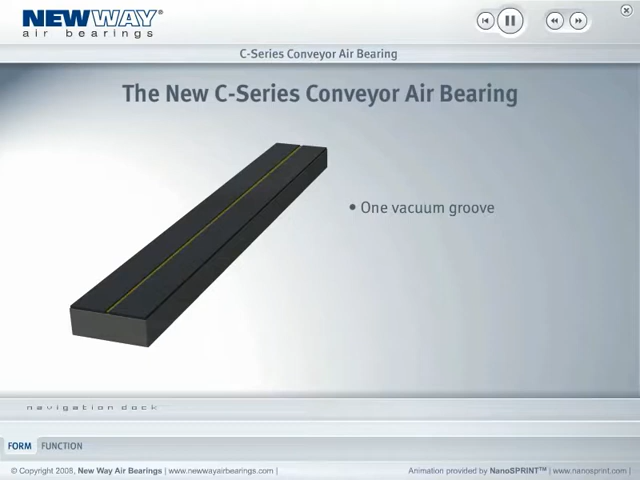 NEWWAY®
air bearings
C-Series Conveyor Air Bearing
The New C-Series Conveyor Air Bearing
• One vacuum groove
navigation dock
FORM FUNCTION
© Copyright 2008, New Way Air Bearings | www.newwayairbearings.com |
Animation provided by NanoSPRINT™ | www.nanosprint.com |